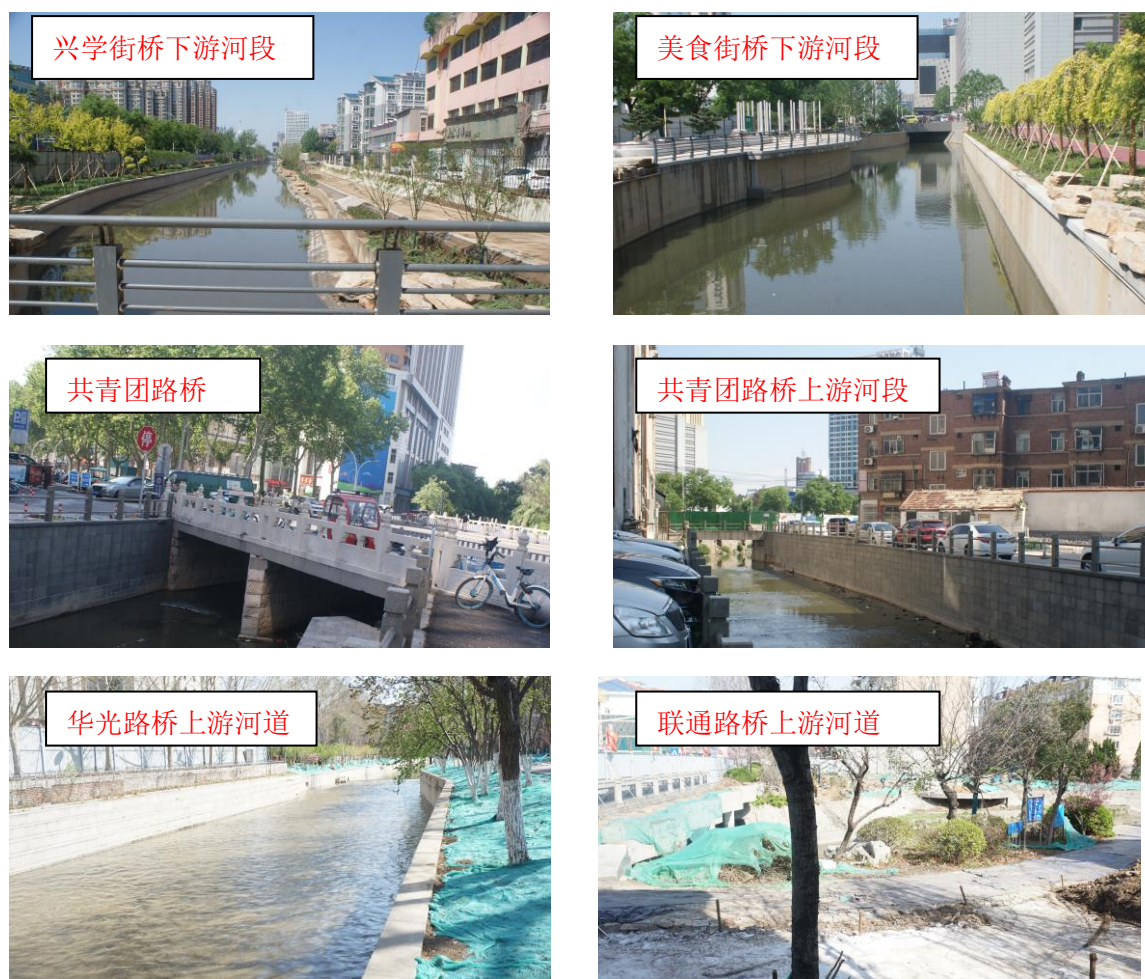 兴学街桥下游河段
美食街桥下游河段
共青团路桥
共青团路桥上游河段
停
P
华光路桥上游河道
联通路桥上游河道